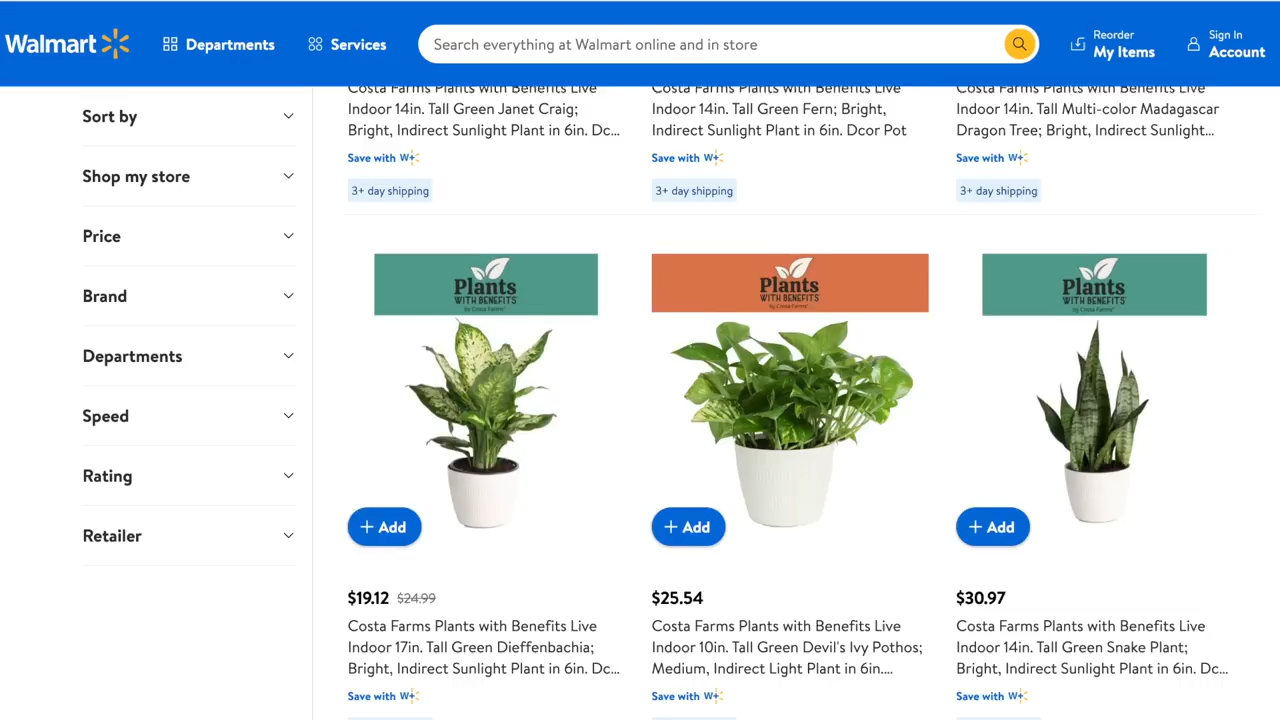 Walmart
Departments
Services
Search everything at Walmart online and in store
Reorder
My Items
Sign In
Account
Sort by
Shop my store
Price
Brand
Departments
Speed
Rating
Retailer
Costa Farms Plants with Benefits Live
Indoor 14in. Tall Green Janet Craig;
Bright, Indirect Sunlight Plant in 6in. Dc...
Save with W+
3+ day shipping
Costa Farms Plants with Benefits Live
Indoor 14in. Tall Green Fern; Bright,
Indirect Sunlight Plant in 6in. Dcor Pot
Save with W+
3+ day shipping
Costa Farms Plants with Benefits Live
Indoor 14in. Tall Multi-color Madagascar
Dragon Tree; Bright, Indirect Sunlight...
Save with W+
3+ day shipping
Plants
WITH BENEFITS
by Costa Farms
+ Add
$19.12 $24.99
Costa Farms Plants with Benefits Live
Indoor 17in. Tall Green Dieffenbachia;
Bright, Indirect Sunlight Plant in 6in. Dc...
Save with W+
Plants
WITH BENEFITS
by Costa Farms
+ Add
$25.54
Costa Farms Plants with Benefits Live
Indoor 10in. Tall Green Devil's Ivy Pothos;
Medium, Indirect Light Plant in 6in....
Save with W+
Plants
WITH BENEFITS
by Costa Farms
+ Add
$30.97
Costa Farms Plants with Benefits Live
Indoor 14in. Tall Green Snake Plant;
Bright, Indirect Sunlight Plant in 6in. Dc...
Save with W+